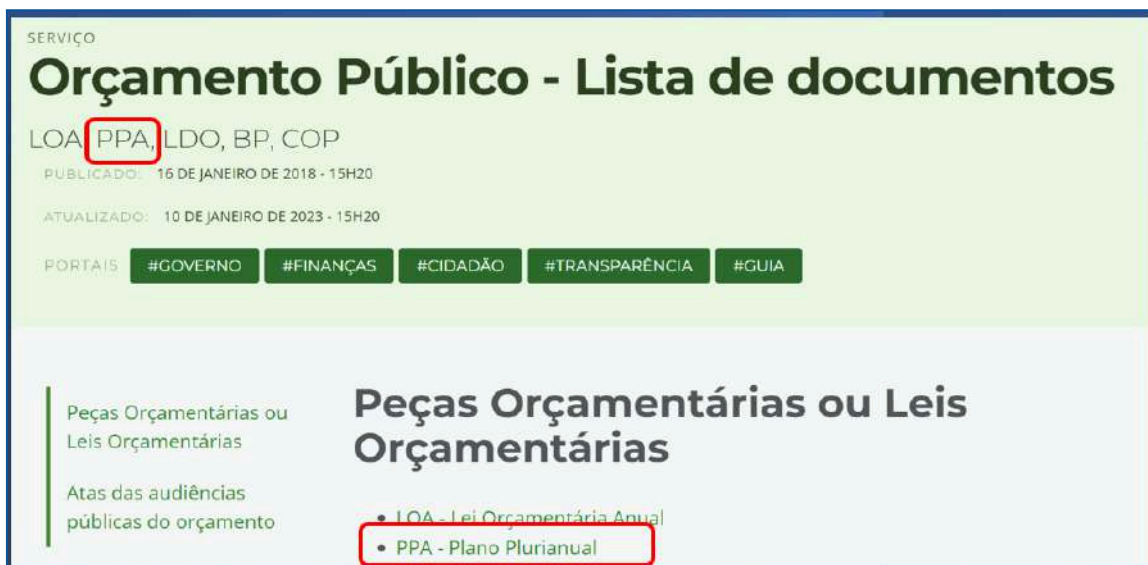 SERVIÇO
Orçamento Público - Lista de documentos
LOA, PPA, LDO, BP, COP
PUBLICADO: 16 DE JANEIRO DE 2018 - 15H20
ATUALIZADO: 10 DE JANEIRO DE 2023 - 15H20
PORTAIS #GOVERNO #FINANÇAS #CIDADÃO #TRANSPARÊNCIA #GUIA
Peças Orçamentárias ou
Leis Orçamentárias
Atas das audiências
públicas do orçamento
Peças Orçamentárias ou Leis
Orçamentárias
• LOA - Lei Orçamentária Anual
• PPA - Plano Plurianual